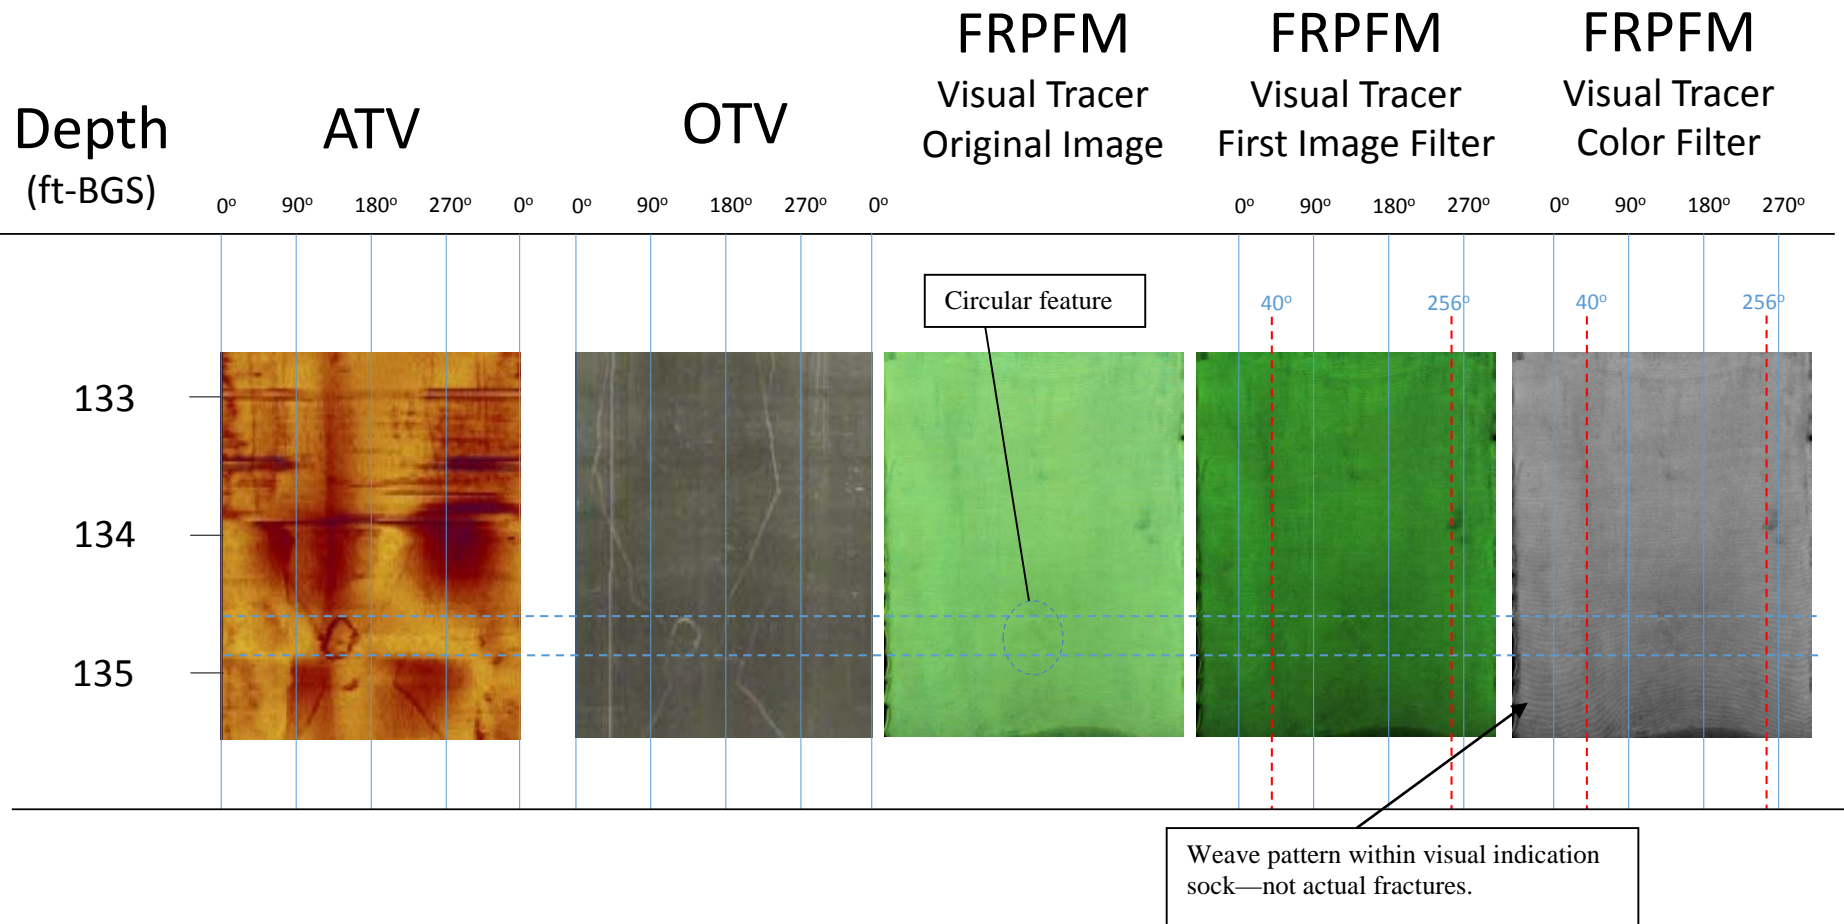 FRPFM FRPFM FRPFM
Visual Tracer Visual Tracer Visual Tracer
Depth ATV OTV Original Image First Image Filter Color Filter
(ft-BGS)
0º 90º 180º 270º 0º 0º 90º 180º 270º 0º 0º 90º 180º 270º 0º 90º 180º 270º
Circular feature 40º 256º 40º 256º
133
134
135
Weave pattern within visual indication
sock—not actual fractures.